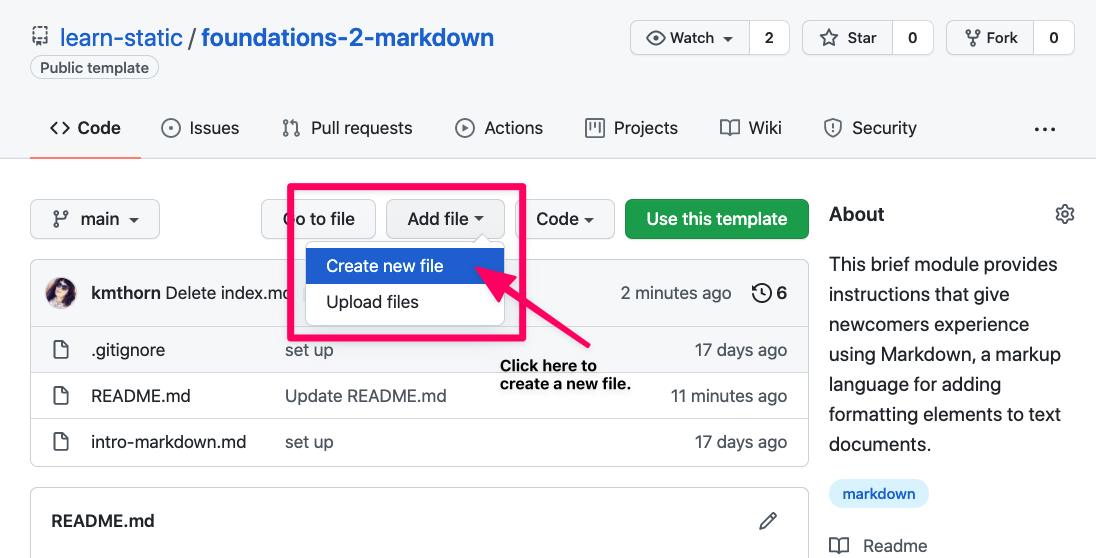 learn-static / foundations-2-markdown
Watch 2 Star 0 Fork 0
Public template
<> Code Issues Pull requests Actions Projects Wiki Security ...
main Go to file Add file Code Use this template
Create new file
Upload files
kmthorn Delete index.md 2 minutes ago 6
.gitignore set up 17 days ago
Click here to
create a new file.
README.md Update README.md 11 minutes ago
intro-markdown.md set up 17 days ago
README.md
About
This brief module provides
instructions that give
newcomers experience
using Markdown, a markup
language for adding
formatting elements to text
documents.
markdown
Readme